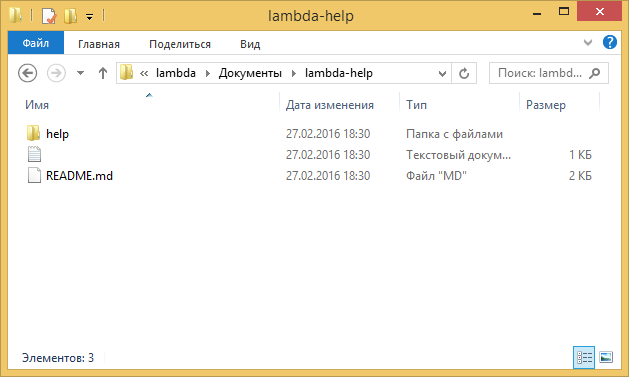 lambda-help
Файл Главная Поделиться Вид
« lambda Документы lambda-help Поиск: lambd...
Имя Дата изменения Тип Размер
help 27.02.2016 18:30 Папка с файлами
27.02.2016 18:30 Текстовый докум... 1 КБ
README.md 27.02.2016 18:30 Файл "MD" 2 КБ
Элементов: 3